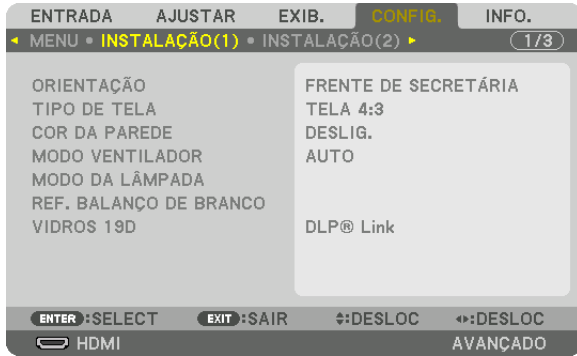 ENTRADA AJUSTAR EXIB. CONFIG. INFO.
MENU • INSTALAÇÃO(1) • INSTALAÇÃO(2) 1/3
ORIENTAÇÃO FRENTE DE SECRETÁRIA
TIPO DE TELA TELA 4:3
COR DA PAREDE DESLIG.
MODO VENTILADOR AUTO
MODO DA LÂMPADA
REF. BALANÇO DE BRANCO
VIDROS 19D DLP® Link
ENTER :SELECT EXIT :SAIR :DESLOC :DESLOC
HDMI AVANÇADO